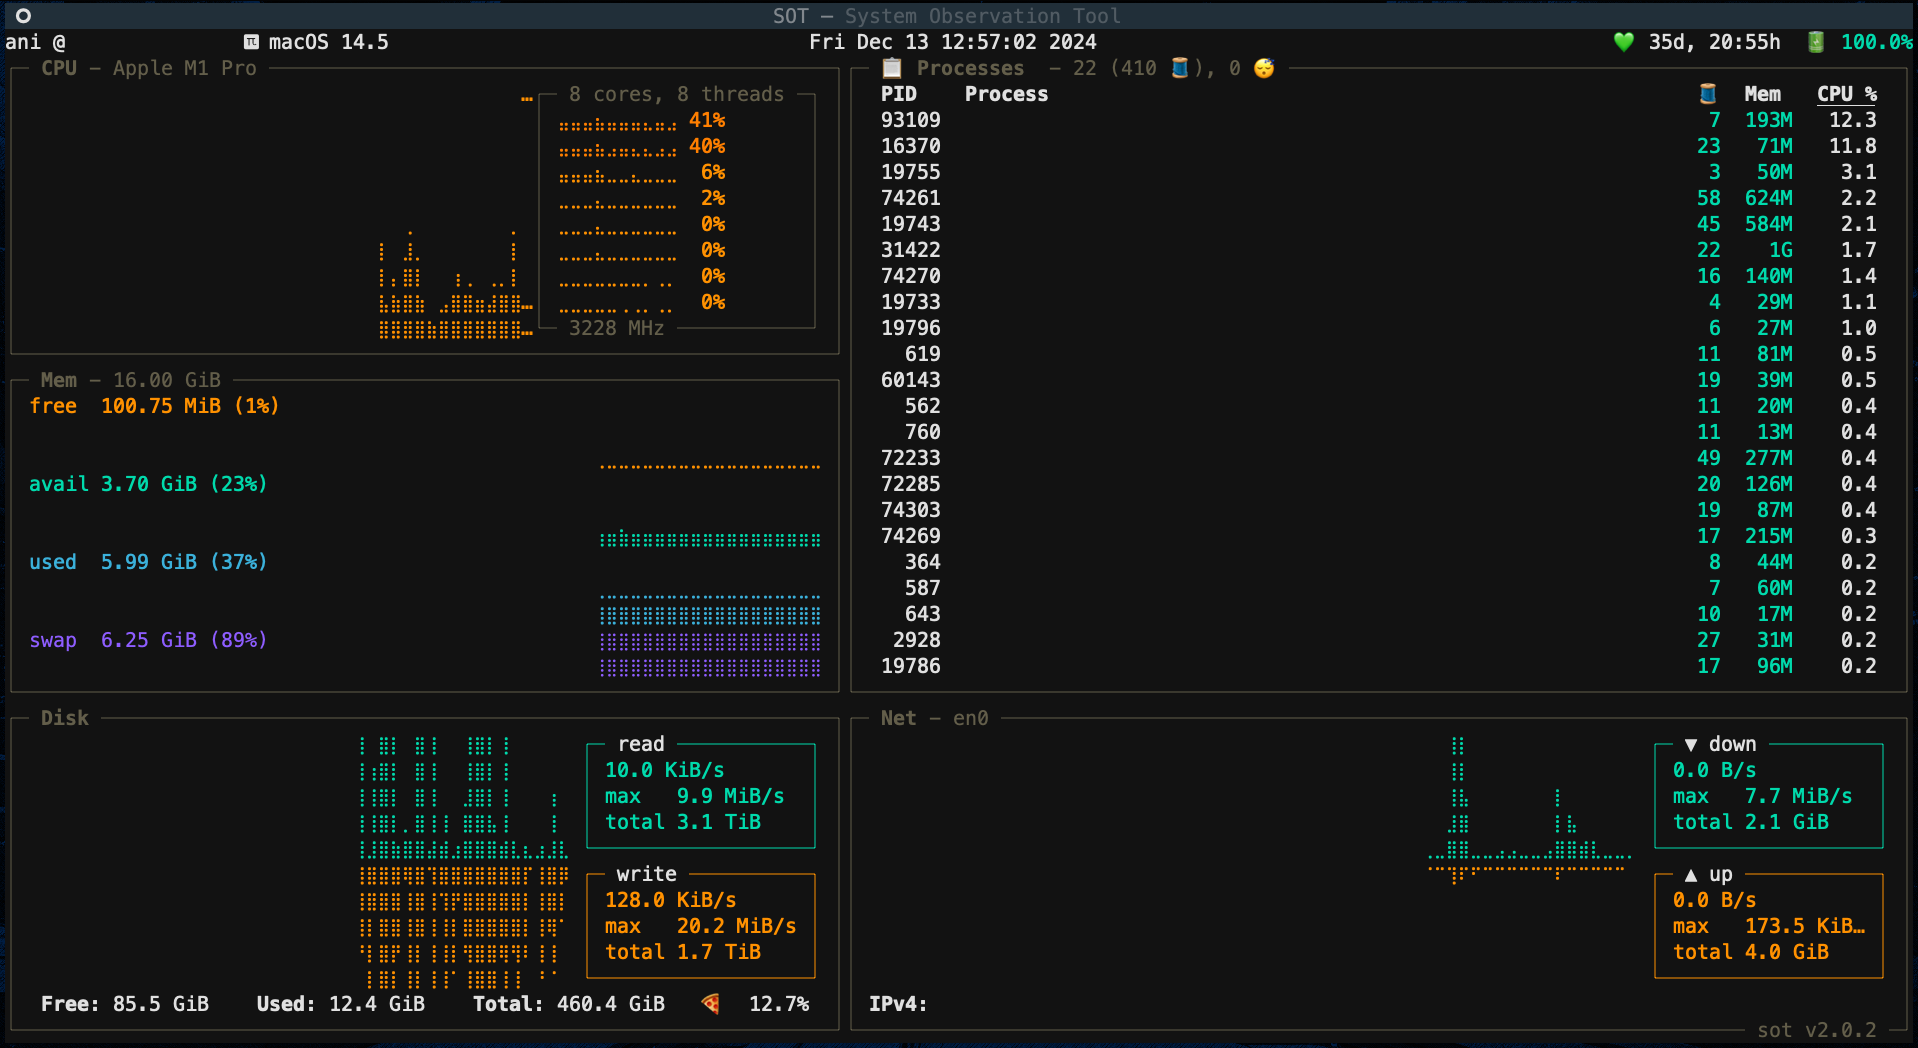 SOT — System Observation Tool
ani @ macOS 14.5 Fri Dec 13 12:57:02 2024 💚 35d, 20:55h 🔋 100.0%
CPU — Apple M1 Pro
… 8 cores, 8 threads
41%
40%
6%
2%
0%
0%
0%
0%
3228 MHz
Mem — 16.00 GiB
free 100.75 MiB (1%)
avail 3.70 GiB (23%)
used 5.99 GiB (37%)
swap 6.25 GiB (89%)
📋 Processes — 22 (410 🧵), 0 😴
PID Process 🧵 Mem CPU %
93109 7 193M 12.3
16370 23 71M 11.8
19755 3 50M 3.1
74261 58 624M 2.2
19743 45 584M 2.1
31422 22 1G 1.7
74270 16 140M 1.4
19733 4 29M 1.1
19796 6 27M 1.0
619 11 81M 0.5
60143 19 39M 0.5
562 11 20M 0.4
760 11 13M 0.4
72233 49 277M 0.4
72285 20 126M 0.4
74303 19 87M 0.4
74269 17 215M 0.3
364 8 44M 0.2
587 7 60M 0.2
643 10 17M 0.2
2928 27 31M 0.2
19786 17 96M 0.2
Disk
read
10.0 KiB/s
max 9.9 MiB/s
total 3.1 TiB
write
128.0 KiB/s
max 20.2 MiB/s
total 1.7 TiB
Free: 85.5 GiB Used: 12.4 GiB Total: 460.4 GiB 🍕 12.7%
Net — en0
▼ down
0.0 B/s
max 7.7 MiB/s
total 2.1 GiB
▲ up
0.0 B/s
max 173.5 KiB…
total 4.0 GiB
IPv4:
sot v2.0.2